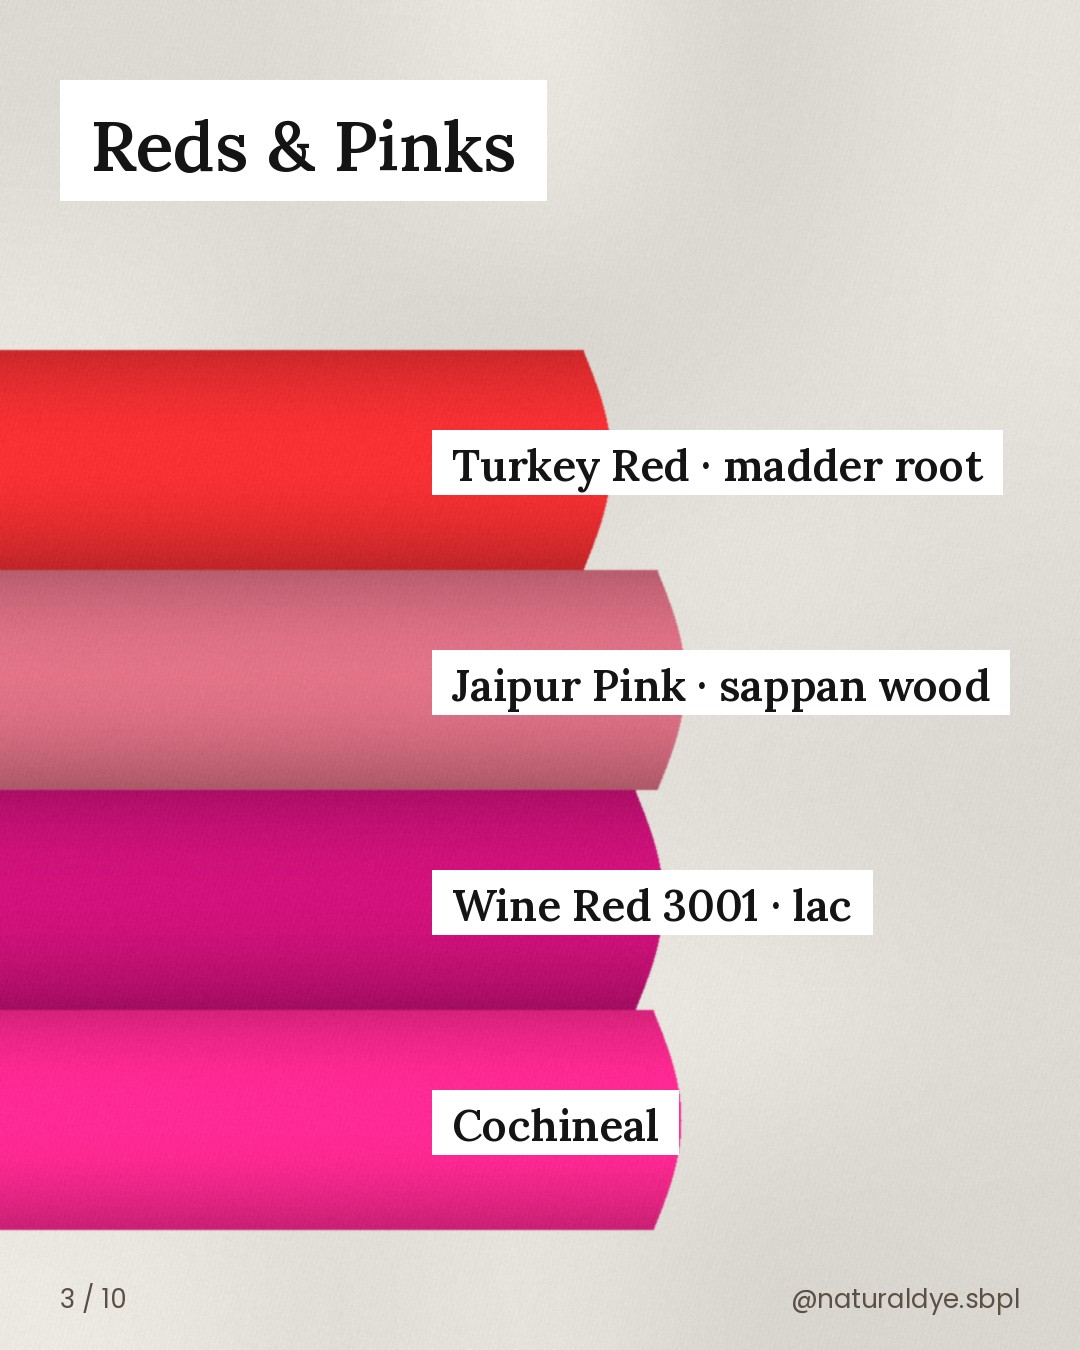 Reds & Pinks
Turkey Red · madder root
Jaipur Pink · sappan wood
Wine Red 3001 · lac
Cochineal
3 / 10
@naturaldye.sbpl